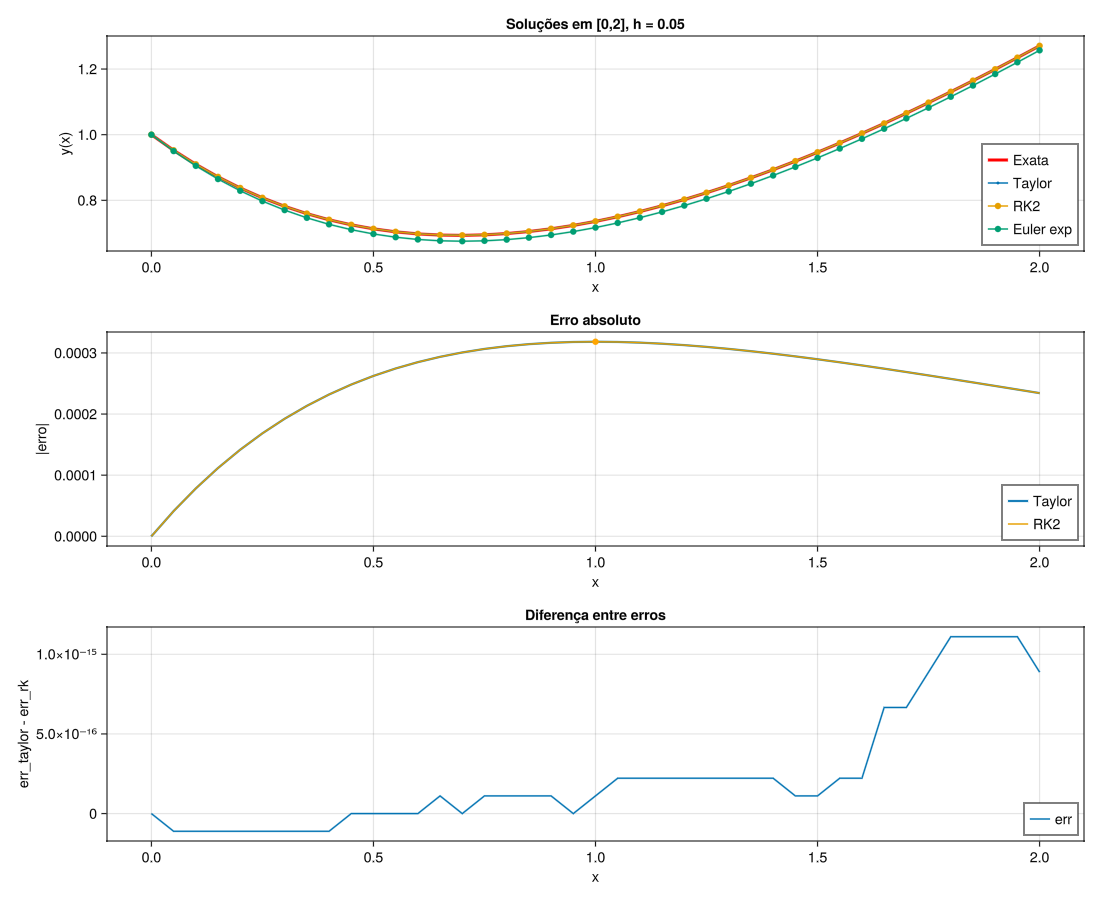 Soluções em [0,2], h = 0.05
y(x)
1.2
1.0
0.8
Exata
Taylor
RK2
Euler exp
0.0 0.5 1.0 1.5 2.0
x
Erro absoluto
|erro|
0.0003
0.0002
0.0001
0.0000
Taylor
RK2
0.0 0.5 1.0 1.5 2.0
x
Diferença entre erros
err_taylor - err_rk
1.0×10⁻¹⁵
5.0×10⁻¹⁶
0
err
0.0 0.5 1.0 1.5 2.0
x